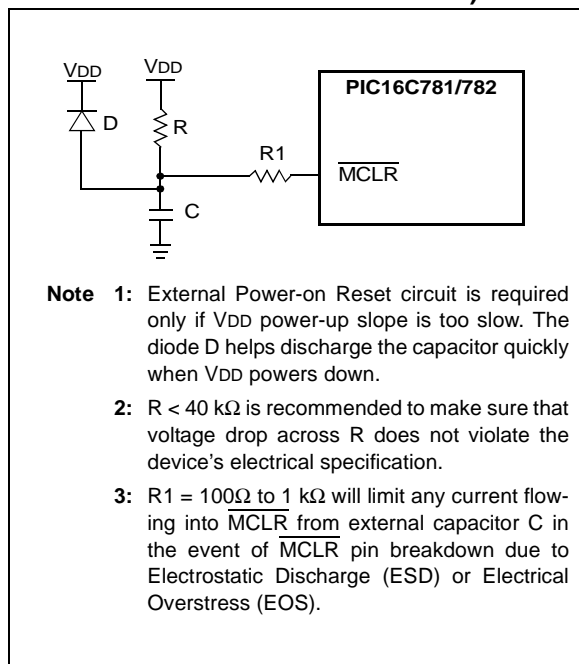 VDD VDD
PIC16C781/782
D
R
R1
MCLR
C
Note 1: External Power-on Reset circuit is required
only if VDD power-up slope is too slow. The
diode D helps discharge the capacitor quickly
when VDD powers down.
2: R < 40 kΩ is recommended to make sure that
voltage drop across R does not violate the
device's electrical specification.
3: R1 = 100Ω to 1 kΩ will limit any current flow-
ing into MCLR from external capacitor C in
the event of MCLR pin breakdown due to
Electrostatic Discharge (ESD) or Electrical
Overstress (EOS).